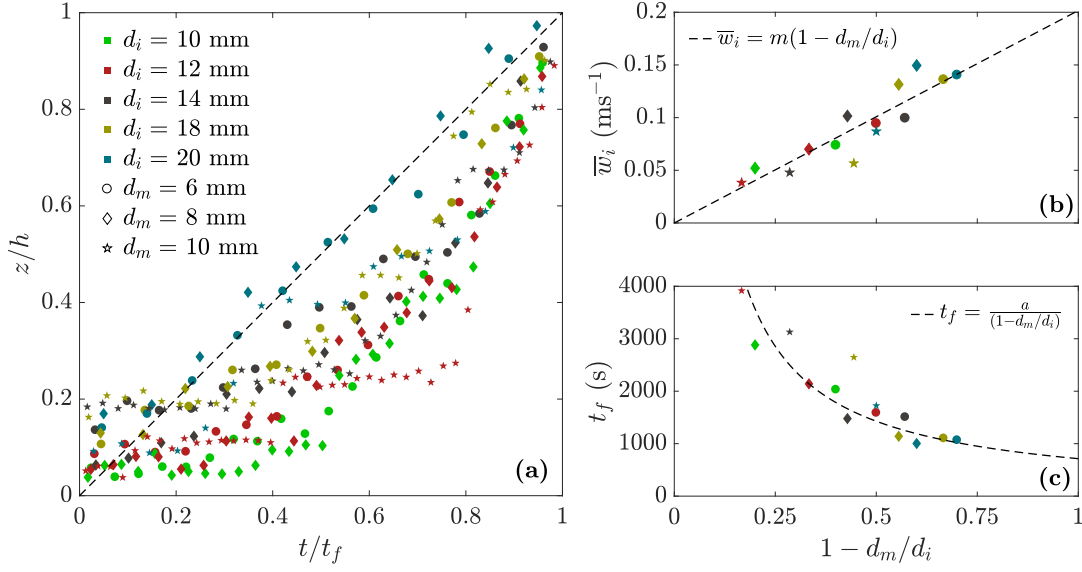 1
0.8
0.6
0.4
0.2
0
z/h
d_i = 10 mm
d_i = 12 mm
d_i = 14 mm
d_i = 18 mm
d_i = 20 mm
d_m = 6 mm
d_m = 8 mm
d_m = 10 mm
(a)
0 0.2 0.4 0.6 0.8 1
t/t_f
0.2
0.15
0.1
0.05
0
w̅_i (ms⁻¹)
w̅_i = m(1 − d_m/d_i)
(b)
4000
3000
2000
1000
0
t_f (s)
t_f = a/(1−d_m/d_i)
(c)
0 0.25 0.5 0.75 1
1 − d_m/d_i